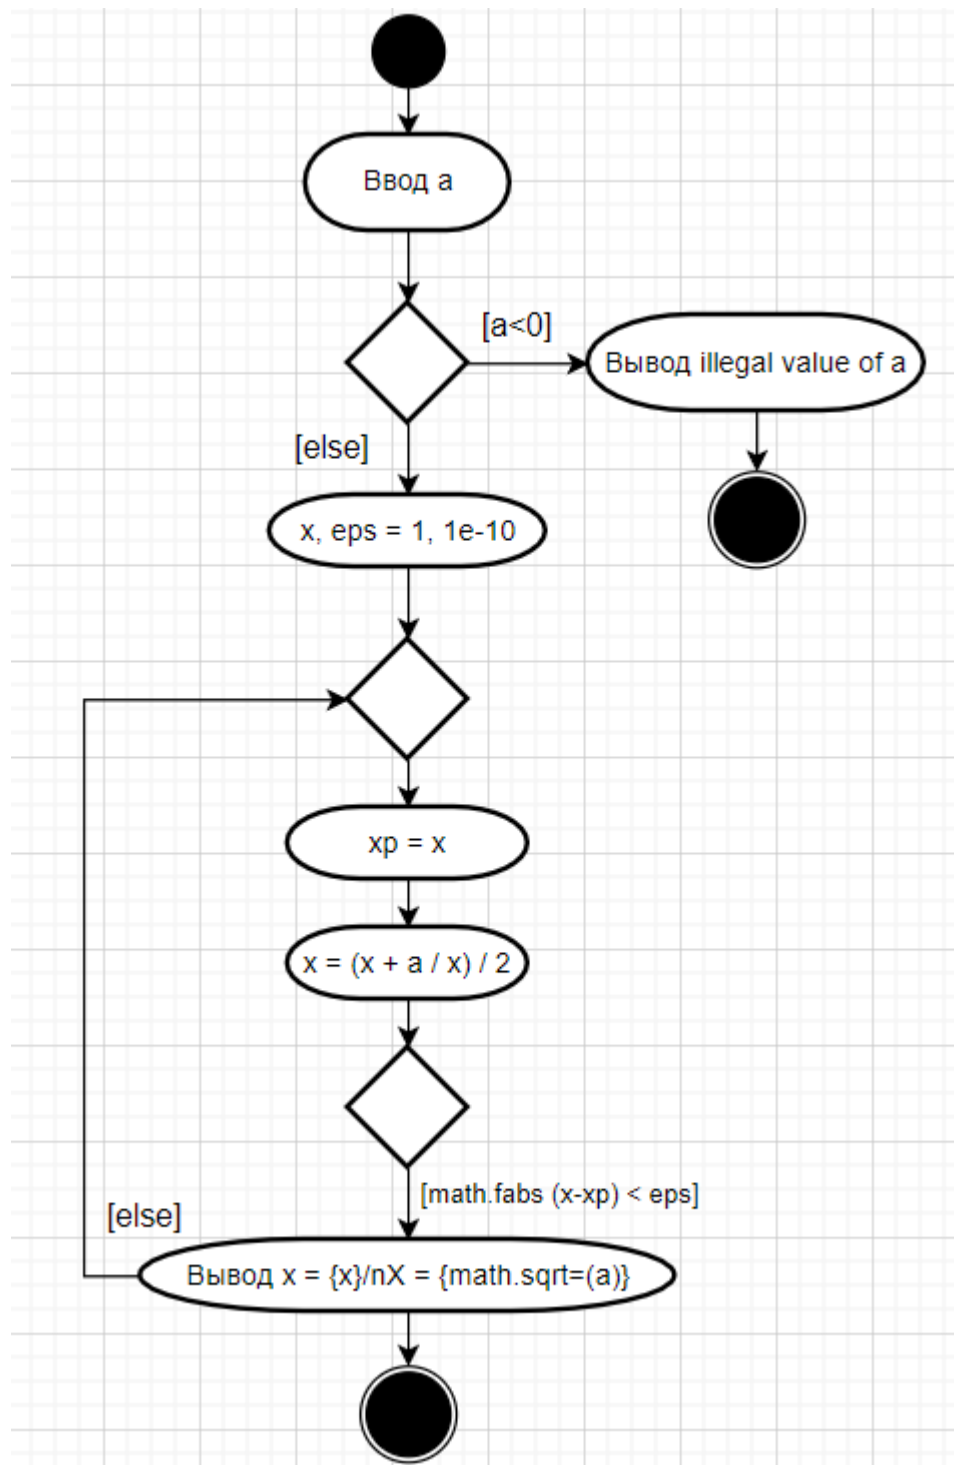 Ввод a
[a<0]
Вывод illegal value of a
[else]
x, eps = 1, 1e-10
xp = x
x = (x + a / x) / 2
[math.fabs (x-xp) < eps]
[else]
Вывод x = {x}/nX = {math.sqrt=(a)}